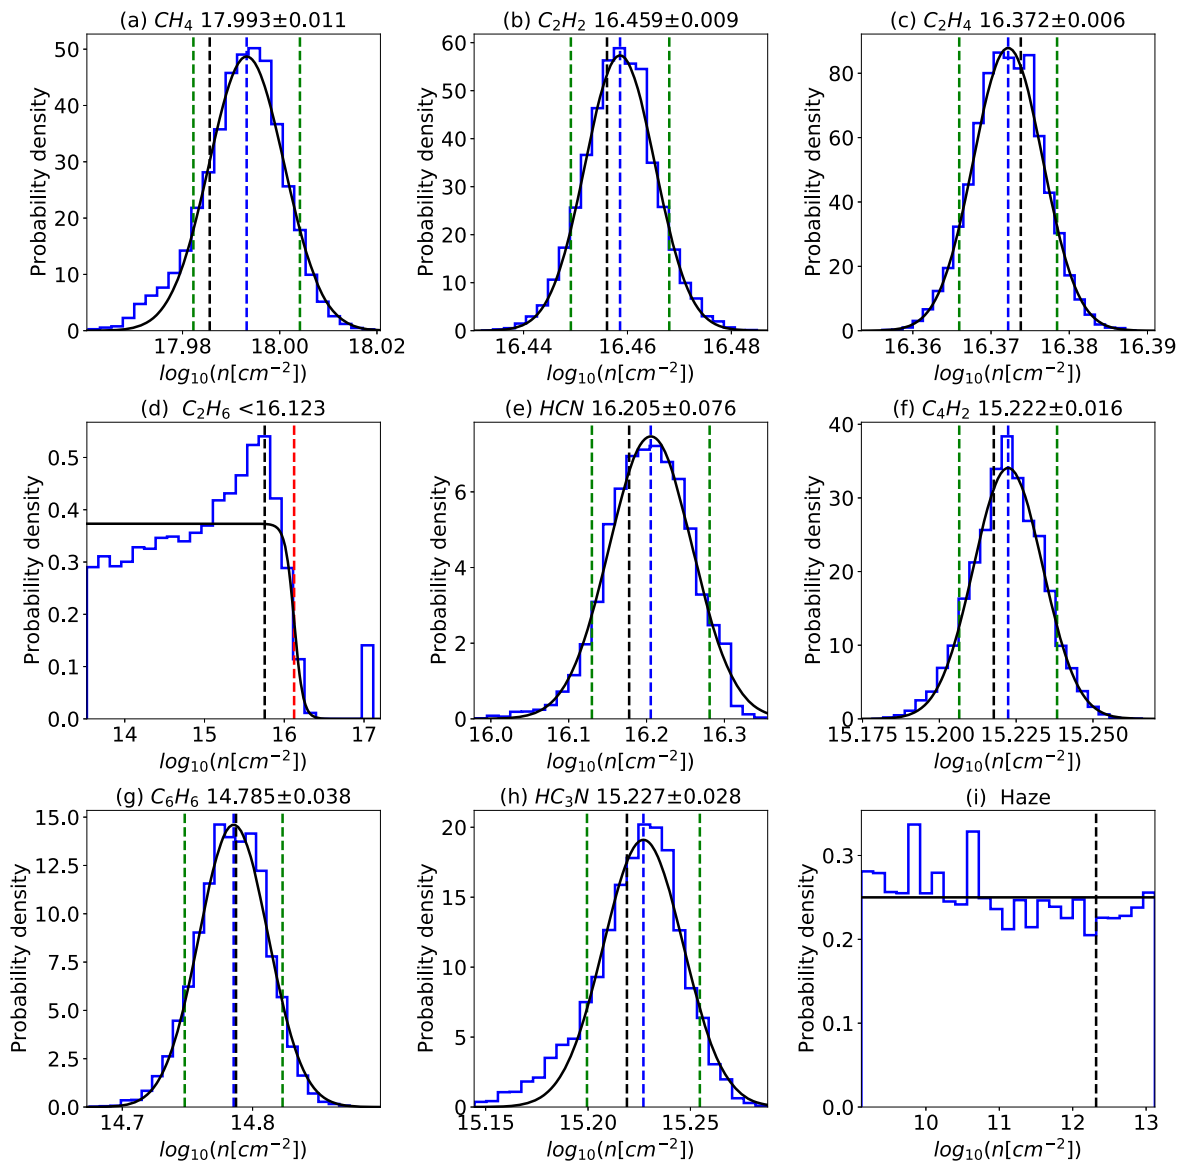 (a) CH4 17.993±0.011
Probability density
50
40
30
20
10
0
17.98 18.00 18.02
log10(n[cm−2])
(b) C2H2 16.459±0.009
Probability density
60
50
40
30
20
10
0
16.44 16.46 16.48
log10(n[cm−2])
(c) C2H4 16.372±0.006
Probability density
80
60
40
20
0
16.36 16.37 16.38 16.39
log10(n[cm−2])
(d) C2H6 <16.123
Probability density
0.5
0.4
0.3
0.2
0.1
0.0
14 15 16 17
log10(n[cm−2])
(e) HCN 16.205±0.076
Probability density
6
4
2
0
16.0 16.1 16.2 16.3
log10(n[cm−2])
(f) C4H2 15.222±0.016
Probability density
40
30
20
10
0
15.175 15.200 15.225 15.250
log10(n[cm−2])
(g) C6H6 14.785±0.038
Probability density
15.0
12.5
10.0
7.5
5.0
2.5
0.0
14.7 14.8
log10(n[cm−2])
(h) HC3N 15.227±0.028
Probability density
20
15
10
5
0
15.15 15.20 15.25
log10(n[cm−2])
(i) Haze
Probability density
0.3
0.2
0.1
0.0
10 11 12 13
log10(n[cm−2])